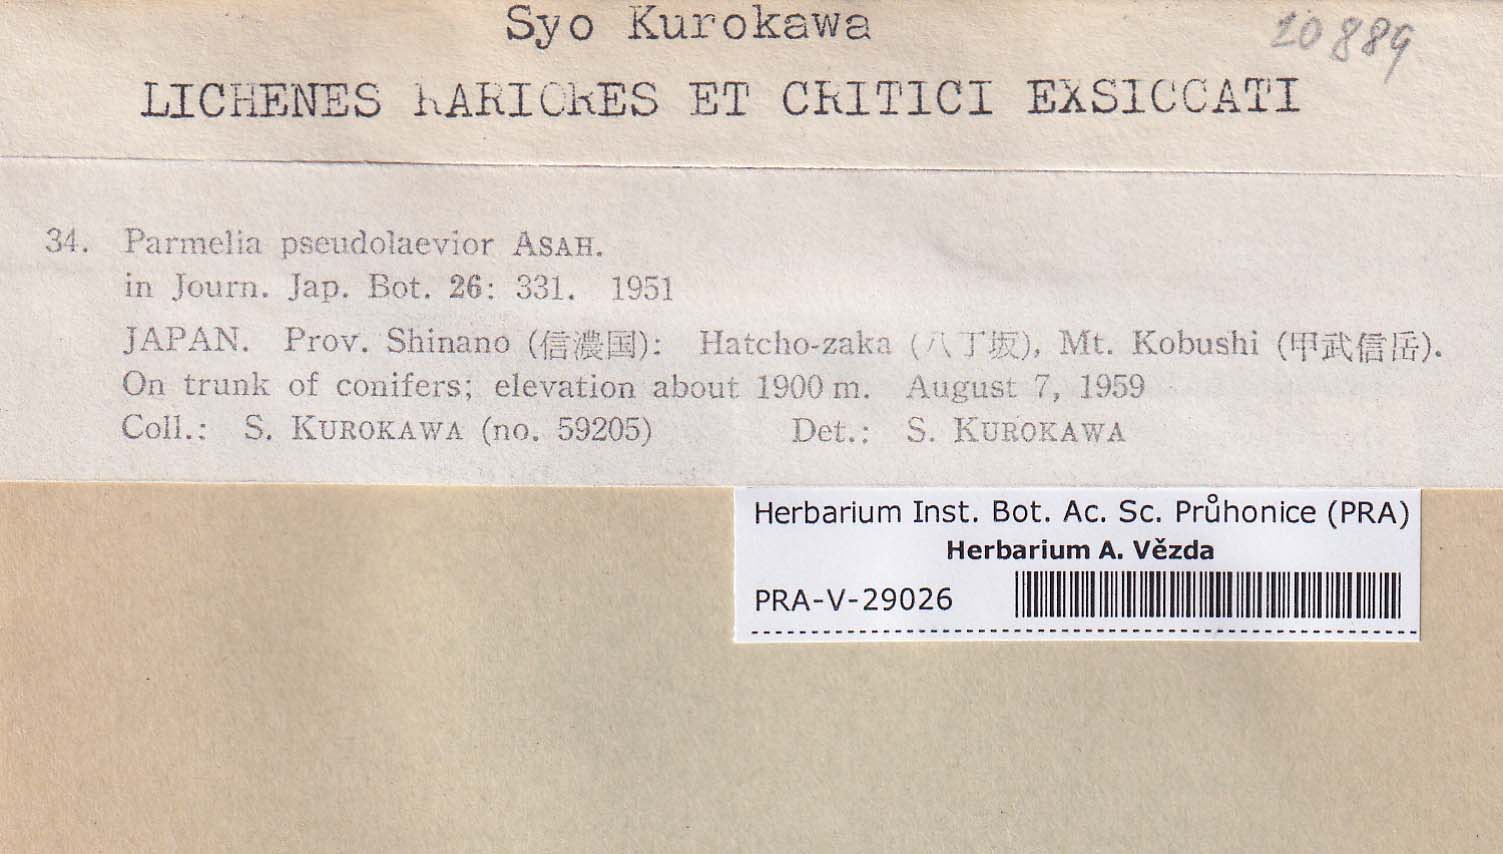 Syo Kurokawa
20889
LICHENES RARIORES ET CRITICI EXSICCATI
34. Parmelia pseudolaevior ASAH.
in Journ. Jap. Bot. 26: 331. 1951
JAPAN. Prov. Shinano (信濃国): Hatcho-zaka (八丁坂), Mt. Kobushi (甲武信岳).
On trunk of conifers; elevation about 1900 m. August 7, 1959
Coll.: S. KUROKAWA (no. 59205) Det.: S. KUROKAWA
Herbarium Inst. Bot. Ac. Sc. Průhonice (PRA)
Herbarium A. Vězda
PRA-V-29026